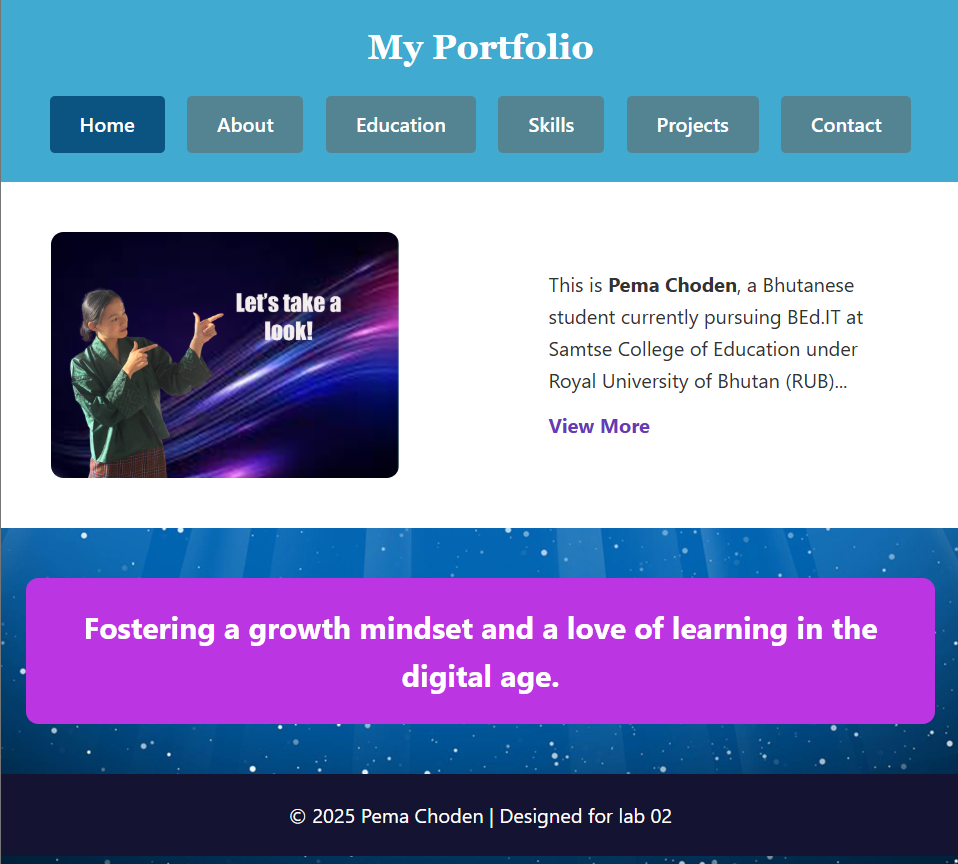 My Portfolio
Home About Education Skills Projects Contact
Let's take a
look!
This is Pema Choden, a Bhutanese
student currently pursuing BEd.IT at
Samtse College of Education under
Royal University of Bhutan (RUB)...
View More
Fostering a growth mindset and a love of learning in the
digital age.
© 2025 Pema Choden | Designed for lab 02